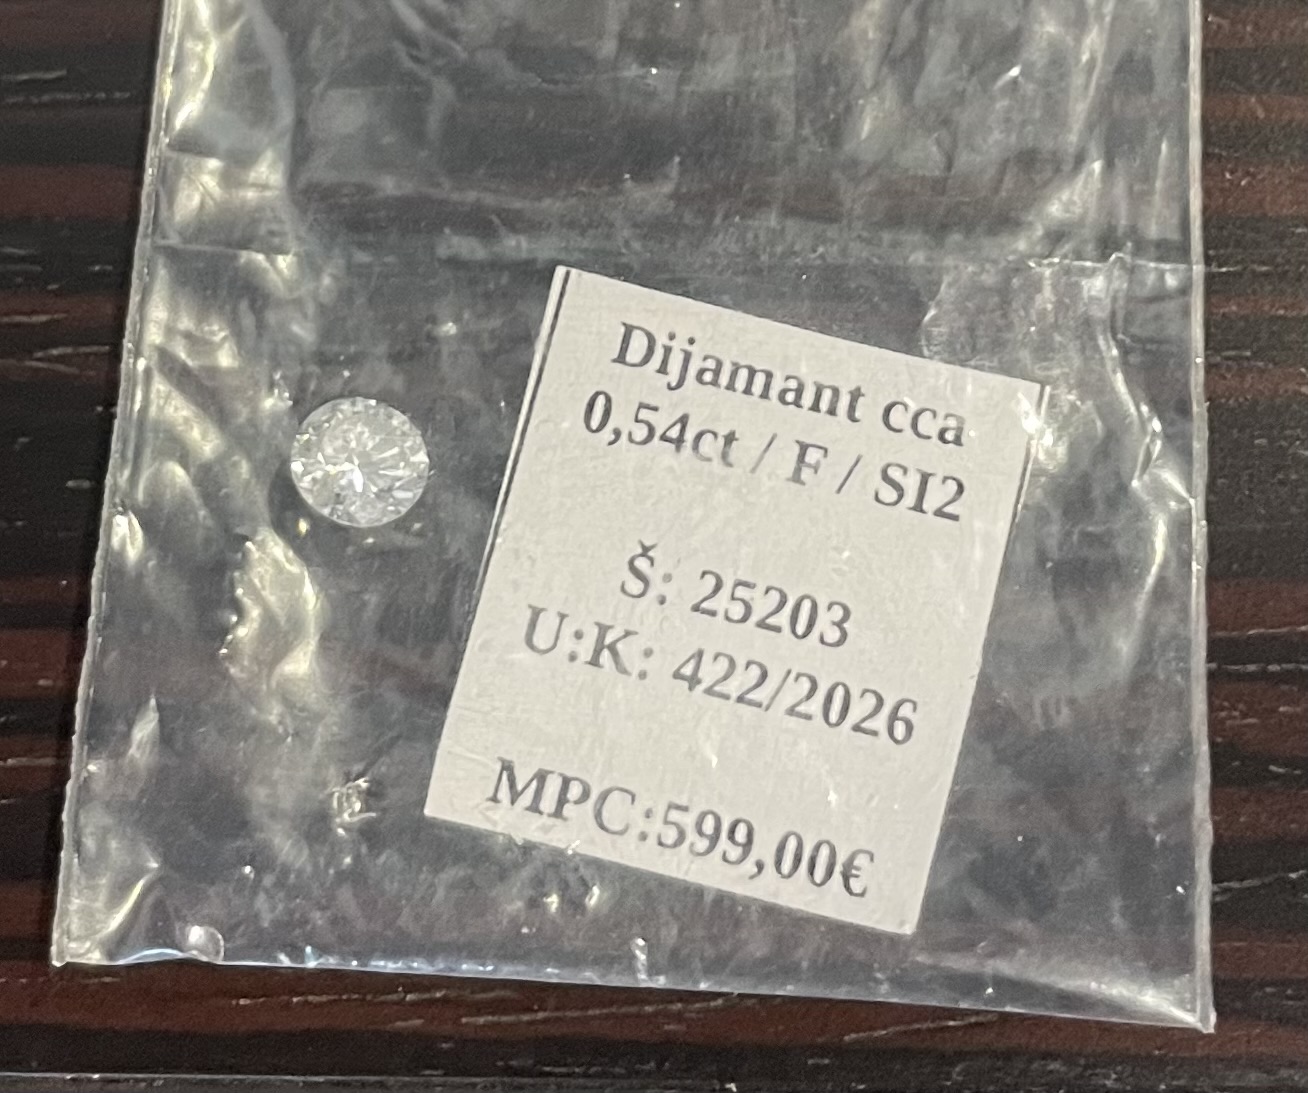 Dijamant cca
0,54ct / F / SI2
Š: 25203
U:K: 422/2026
MPC:599,00€